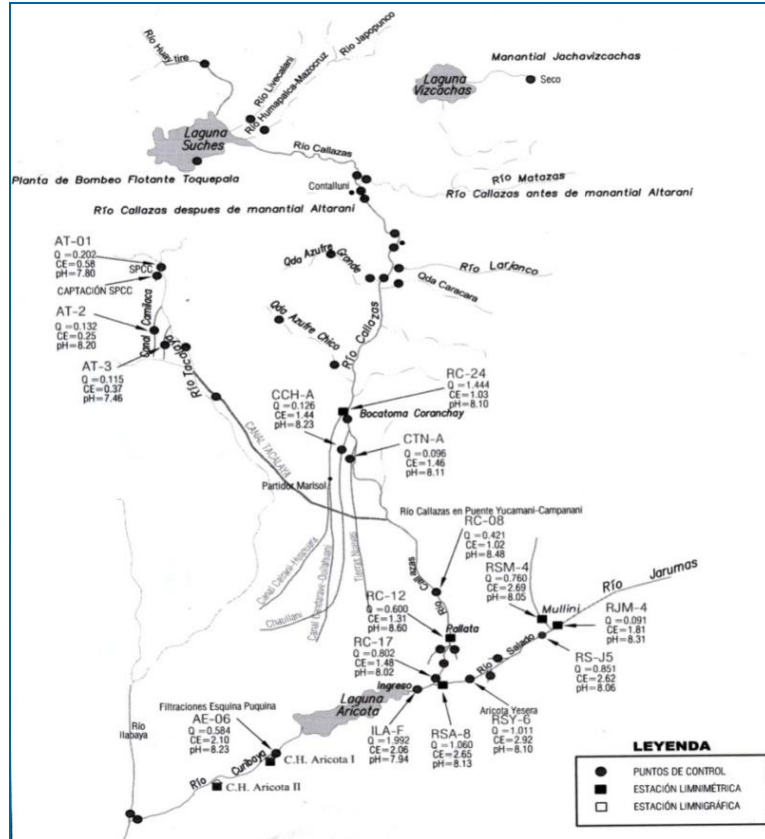 Río Huaytire
Río Livecalani
Río Humapalca-Mazocruz
Río Japopunco
Manantial Jachavizcachas
Laguna
Vizcachas
Seco
Laguna
Suches
Río Callazas
Planta de Bombeo Flotante Toquepala
Contalluni
Río Matazas
Río Callazas antes de manantial Altarani
Río Callazas despues de manantial Altarani
AT-01
Q =0.202
CE=0.58
pH=7.80
SPCC
CAPTACIÓN SPCC
Qda Azufre Grande
Río Larjanco
Qda Caracara
AT-2
Q =0.132
CE=0.25
pH=8.20
Canal Camilaca
Qda Azufre Chico
Río Callazas
AT-3
Q =0.115
CE=0.37
pH=7.46
Río Tacalaya
CCH-A
Q =0.126
CE=1.44
pH=8.23
RC-24
Q =1.444
CE=1.03
pH=8.10
Bocatoma Coranchay
CTN-A
Q =0.096
CE=1.46
pH=8.11
CANAL TACALAYA
Partidor Marisol
Río Callazas en Puente Yucamani-Campanani
RC-08
Q =0.421
CE=1.02
pH=8.48
Chaullani
Tierras Nuevas
Río Callazas
RSM-4
Q =0.760
CE=2.69
pH=8.05
Río Jarumas
RC-12
Q =0.600
CE=1.31
pH=8.60
Mullini
RJM-4
Q =0.091
CE=1.81
pH=8.31
Pallata
RC-17
Q =0.802
CE=1.48
pH=8.02
Río Salado
RS-J5
Q =0.851
CE=2.62
pH=8.06
Ingreso
Laguna
Aricota
Filtraciones Esquina Puquina
AE-06
Q =0.584
CE=2.10
pH=8.23
ILA-F
Q =1.992
CE=2.06
pH=7.94
RSA-8
Q =1.060
CE=2.65
pH=8.13
Aricota Yesera
RSY-6
Q =1.011
CE=2.92
pH=8.10
Río
Ilabaya
Río Curibaya
C.H. Aricota I
C.H. Aricota II
LEYENDA
PUNTOS DE CONTROL
ESTACIÓN LIMNIMÉTRICA
ESTACIÓN LIMNIGRÁFICA